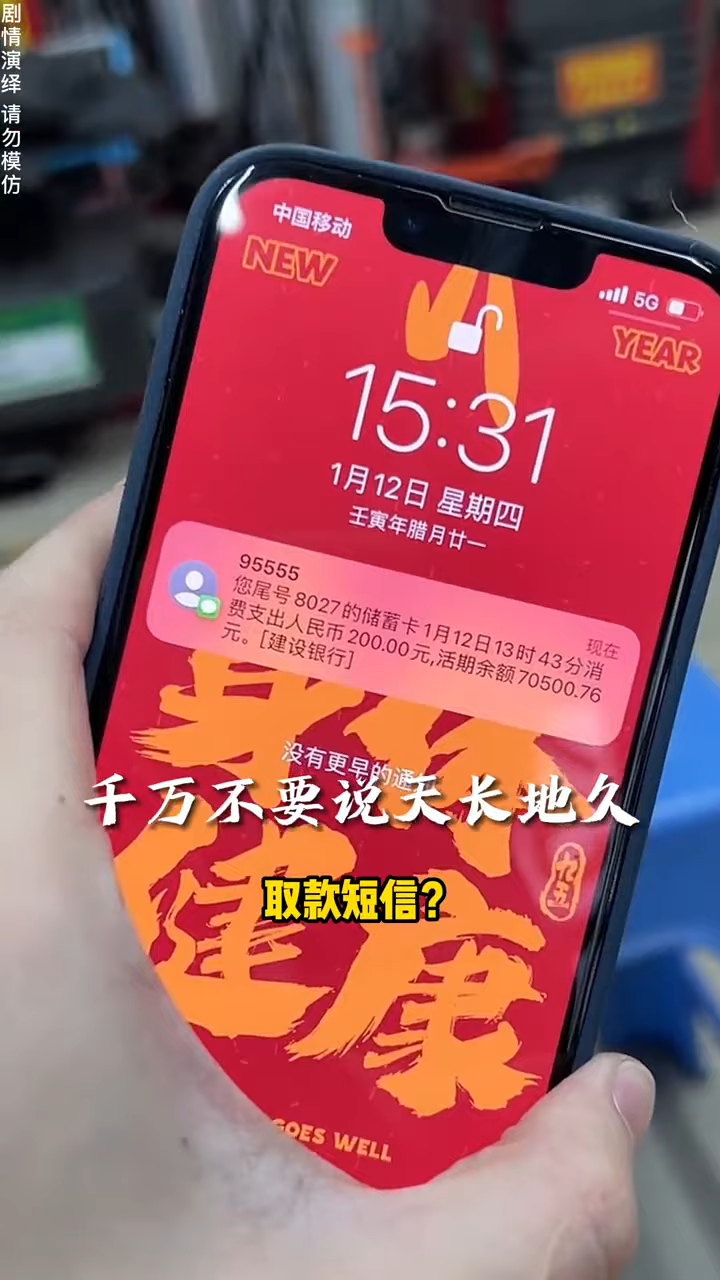 剧情演绎 请勿模仿
中国移动
5G
NEW
YEAR
15:31
1月12日 星期四
壬寅年腊月廿一
95555
现在
您尾号8027的储蓄卡1月12日13时43分消
费支出人民币200.00元,活期余额70500.76
元。[建设银行]
没有更早的通
千万不要说天长地久
取款短信?
九五
身体
健康
GOES WELL